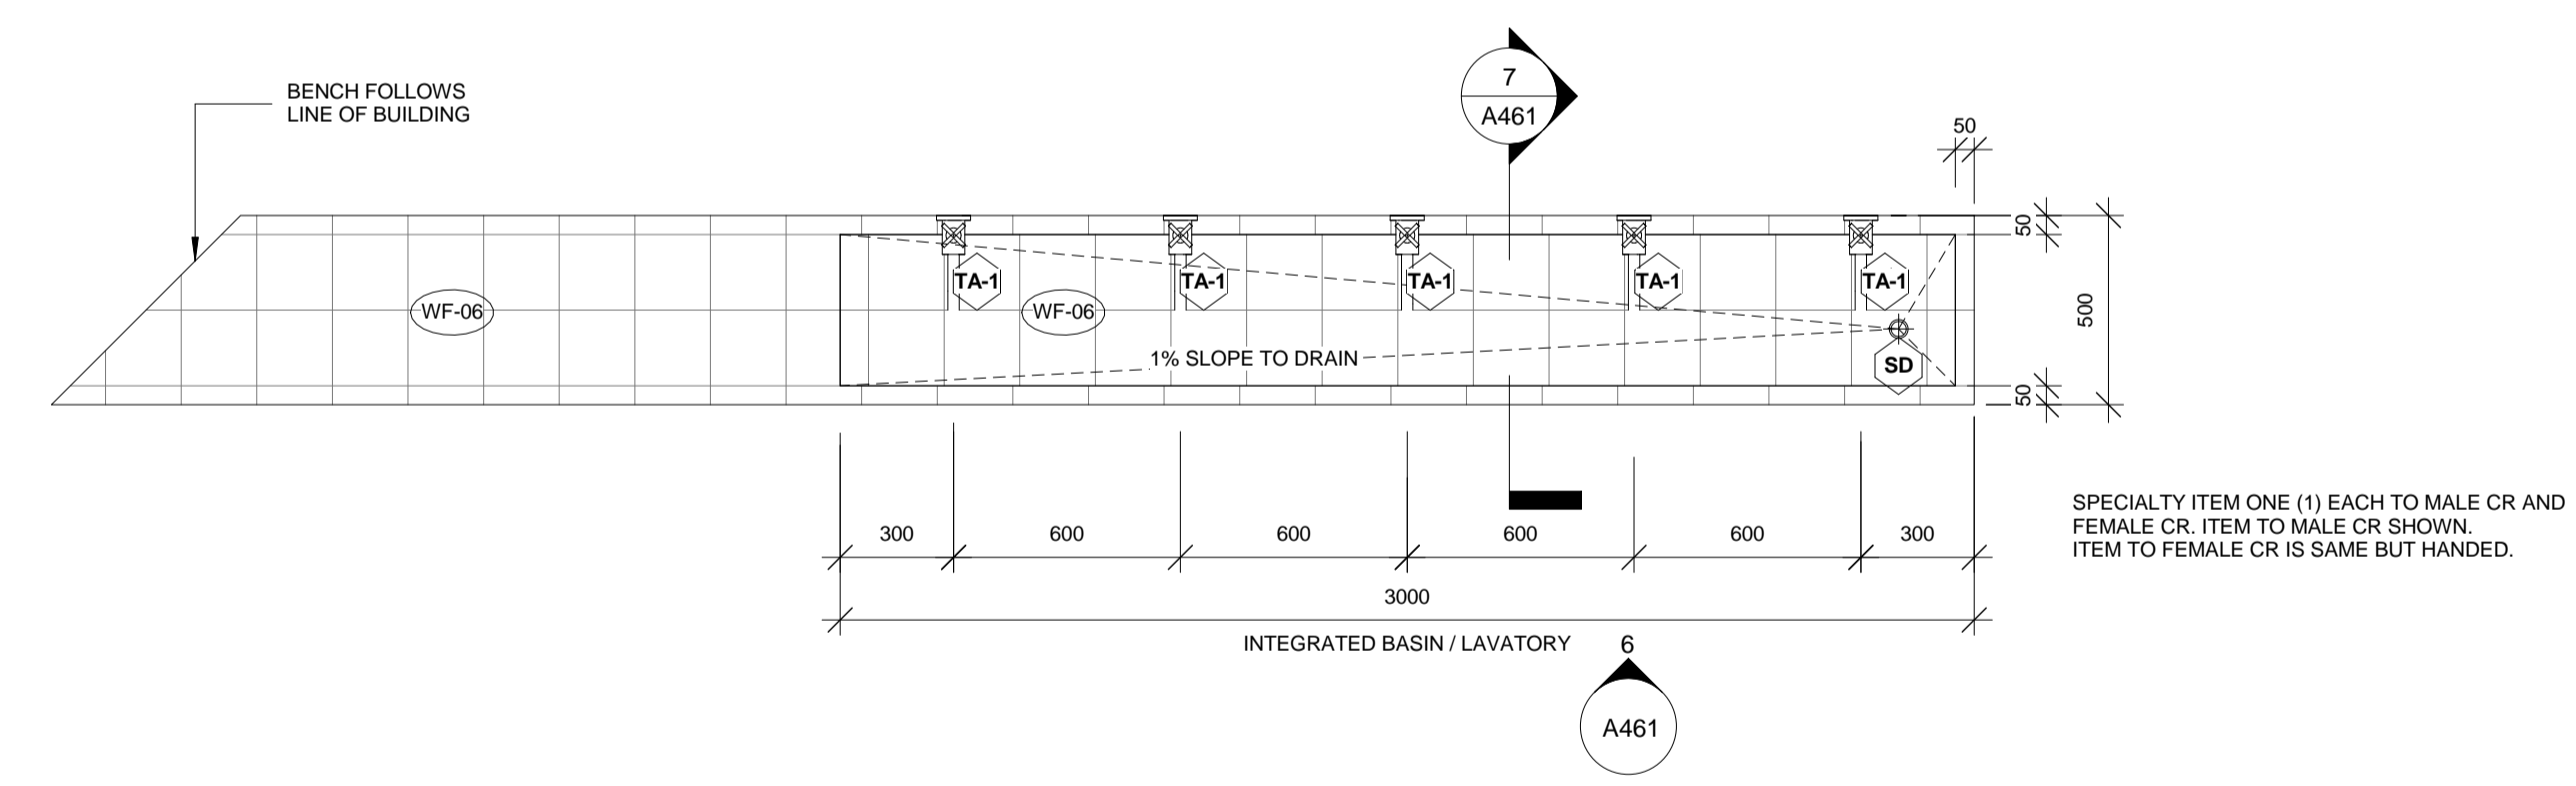 7
A461
BENCH FOLLOWS
LINE OF BUILDING
50
50
TA-1 TA-1 TA-1 TA-1 TA-1
WF-06 WF-06
500
1% SLOPE TO DRAIN
SD
50
SPECIALTY ITEM ONE (1) EACH TO MALE CR AND
FEMALE CR. ITEM TO MALE CR SHOWN.
ITEM TO FEMALE CR IS SAME BUT HANDED.
300 600 600 600 600 300
3000
INTEGRATED BASIN / LAVATORY
6
A461